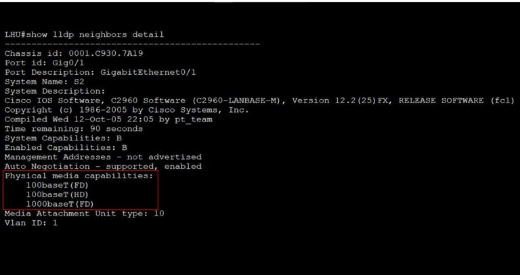 LHU#show lldp neighbors detail
------------------------------------------------
Chassis id: 0001.C930.7A19
Port id: Gig0/1
Port Description: GigabitEthernet0/1
System Name: S2
System Description:
Cisco IOS Software, C2960 Software (C2960-LANBASE-M), Version 12.2(25)FX, RELEASE SOFTWARE (fc1)
Copyright (c) 1986-2005 by Cisco Systems, Inc.
Compiled Wed 12-Oct-05 22:05 by pt_team
Time remaining: 90 seconds
System Capabilities: B
Enabled Capabilities: B
Management Addresses - not advertised
Auto Negotiation - supported, enabled
Physical media capabilities:
100baseT(FD)
100baseT(HD)
1000baseT(FD)
Media Attachment Unit type: 10
Vlan ID: 1